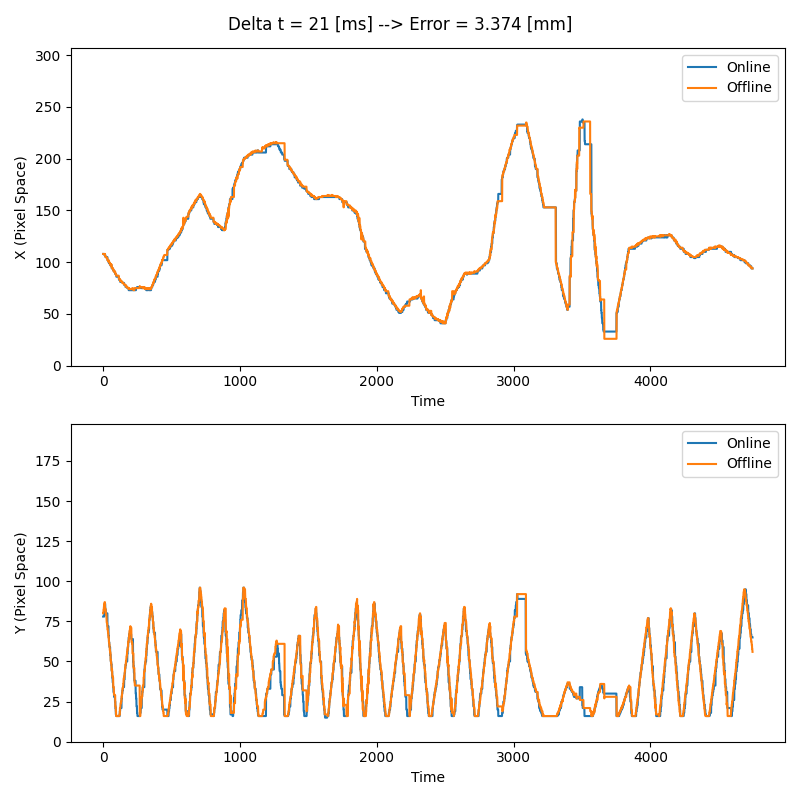 Delta t = 21 [ms] --> Error = 3.374 [mm]
300
250
200
150
100
50
0
X (Pixel Space)
Online
Offline
0 1000 2000 3000 4000
Time
175
150
125
100
75
50
25
0
Y (Pixel Space)
Online
Offline
0 1000 2000 3000 4000
Time